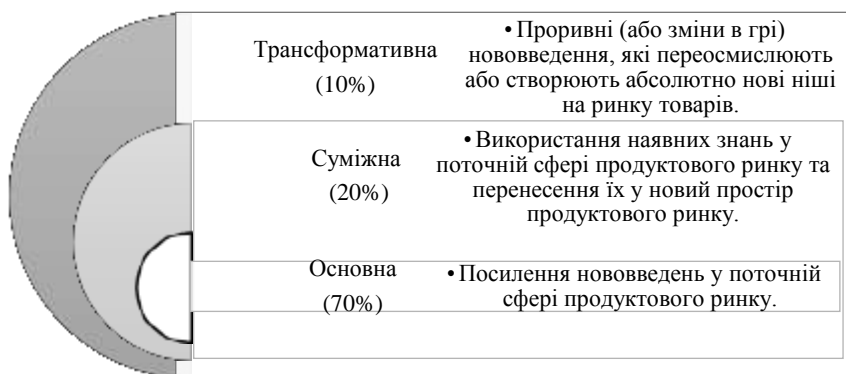 Трансформативна
(10%)
• Проривні (або зміни в грі)
нововведення, які переосмислюють
або створюють абсолютно нові ніші
на ринку товарів.
Суміжна
(20%)
• Використання наявних знань у
поточній сфері продуктового ринку та
перенесення їх у новий простір
продуктового ринку.
Основна
(70%)
• Посилення нововведень у поточній
сфері продуктового ринку.